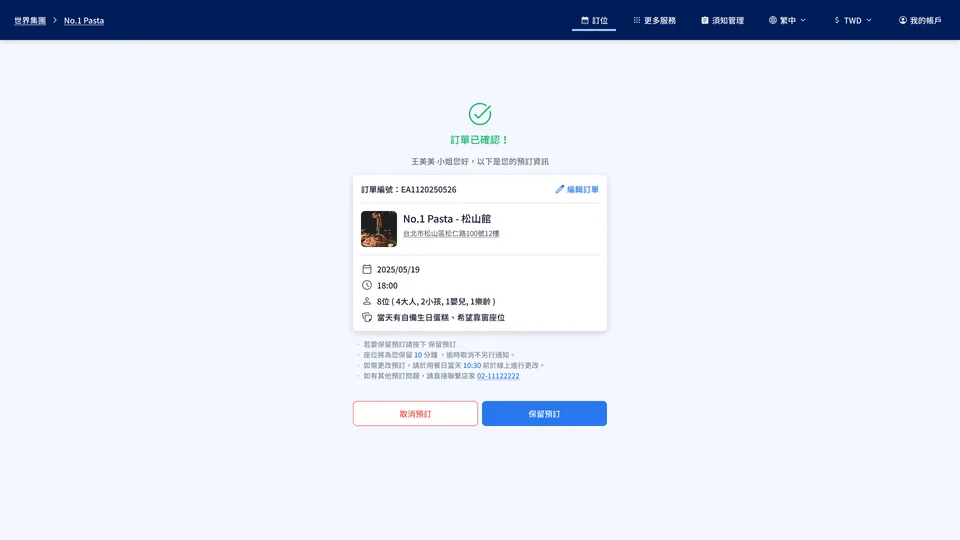 世界集團 > No.1 Pasta
訂位 更多服務 須知管理 繁中 $ TWD 我的帳戶
訂單已確認！
王美美 小姐您好，以下是您的預訂資訊
訂單編號：EA1120250526 編輯訂單
No.1 Pasta - 松山館
台北市松山區松仁路100號12樓
2025/05/19
18:00
8位 ( 4大人, 2小孩, 1嬰兒, 1樂齡 )
當天有自備生日蛋糕、希望靠窗座位
· 若要保留預訂請按下 保留預訂
· 座位將為您保留 10 分鐘 ，逾時取消不另行通知。
· 如需更改預訂，請於用餐日當天 10:30 前於線上進行更改。
· 如有其他預訂問題，請直接聯繫店家 02-11122222
取消預訂 保留預訂